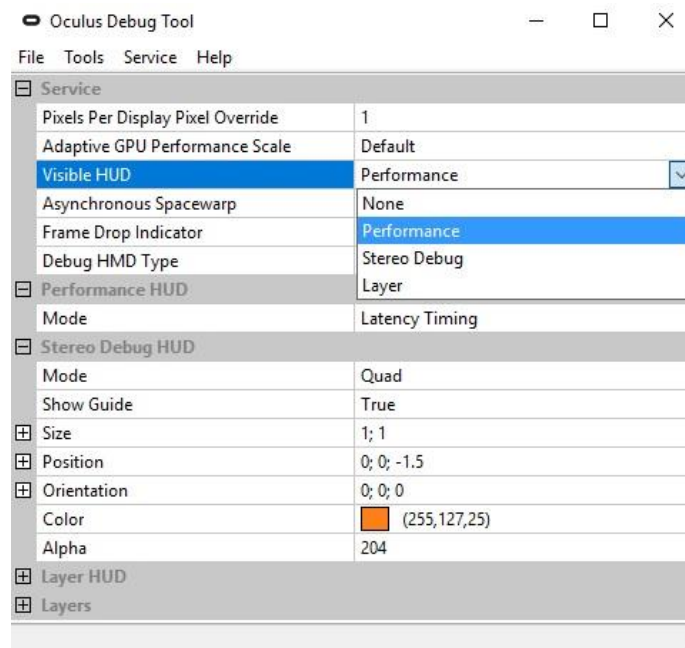 Oculus Debug Tool
File Tools Service Help
Service
Pixels Per Display Pixel Override 1
Adaptive GPU Performance Scale Default
Visible HUD Performance
Asynchronous Spacewarp None
Frame Drop Indicator Performance
Debug HMD Type Stereo Debug
Performance HUD Layer
Mode Latency Timing
Stereo Debug HUD
Mode Quad
Show Guide True
Size 1; 1
Position 0; 0; -1.5
Orientation 0; 0; 0
Color (255,127,25)
Alpha 204
Layer HUD
Layers